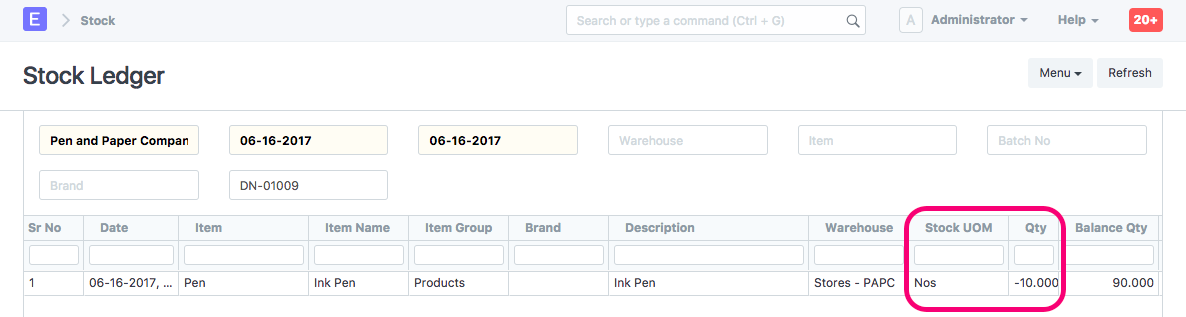 E Stock Search or type a command (Ctrl + G) A Administrator Help 20+
Stock Ledger Menu Refresh
Pen and Paper Compan 06-16-2017 06-16-2017 Warehouse Item Batch No
Brand DN-01009
Sr No Date Item Item Name Item Group Brand Description Warehouse Stock UOM Qty Balance Qty
1 06-16-2017, ... Pen Ink Pen Products Ink Pen Stores - PAPC Nos -10.000 90.000